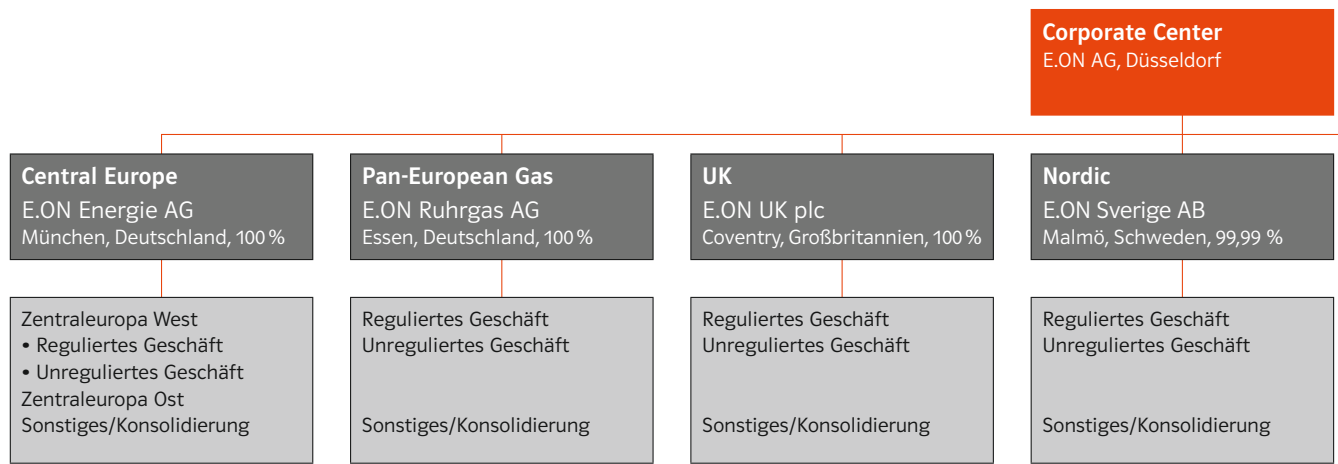 Corporate Center
E.ON AG, Düsseldorf
Central Europe
E.ON Energie AG
München, Deutschland, 100 %
Pan-European Gas
E.ON Ruhrgas AG
Essen, Deutschland, 100 %
UK
E.ON UK plc
Coventry, Großbritannien, 100 %
Nordic
E.ON Sverige AB
Malmö, Schweden, 99,99 %
Zentraleuropa West
• Reguliertes Geschäft
• Unreguliertes Geschäft
Zentraleuropa Ost
Sonstiges/Konsolidierung
Reguliertes Geschäft
Unreguliertes Geschäft
Sonstiges/Konsolidierung
Reguliertes Geschäft
Unreguliertes Geschäft
Sonstiges/Konsolidierung
Reguliertes Geschäft
Unreguliertes Geschäft
Sonstiges/Konsolidierung